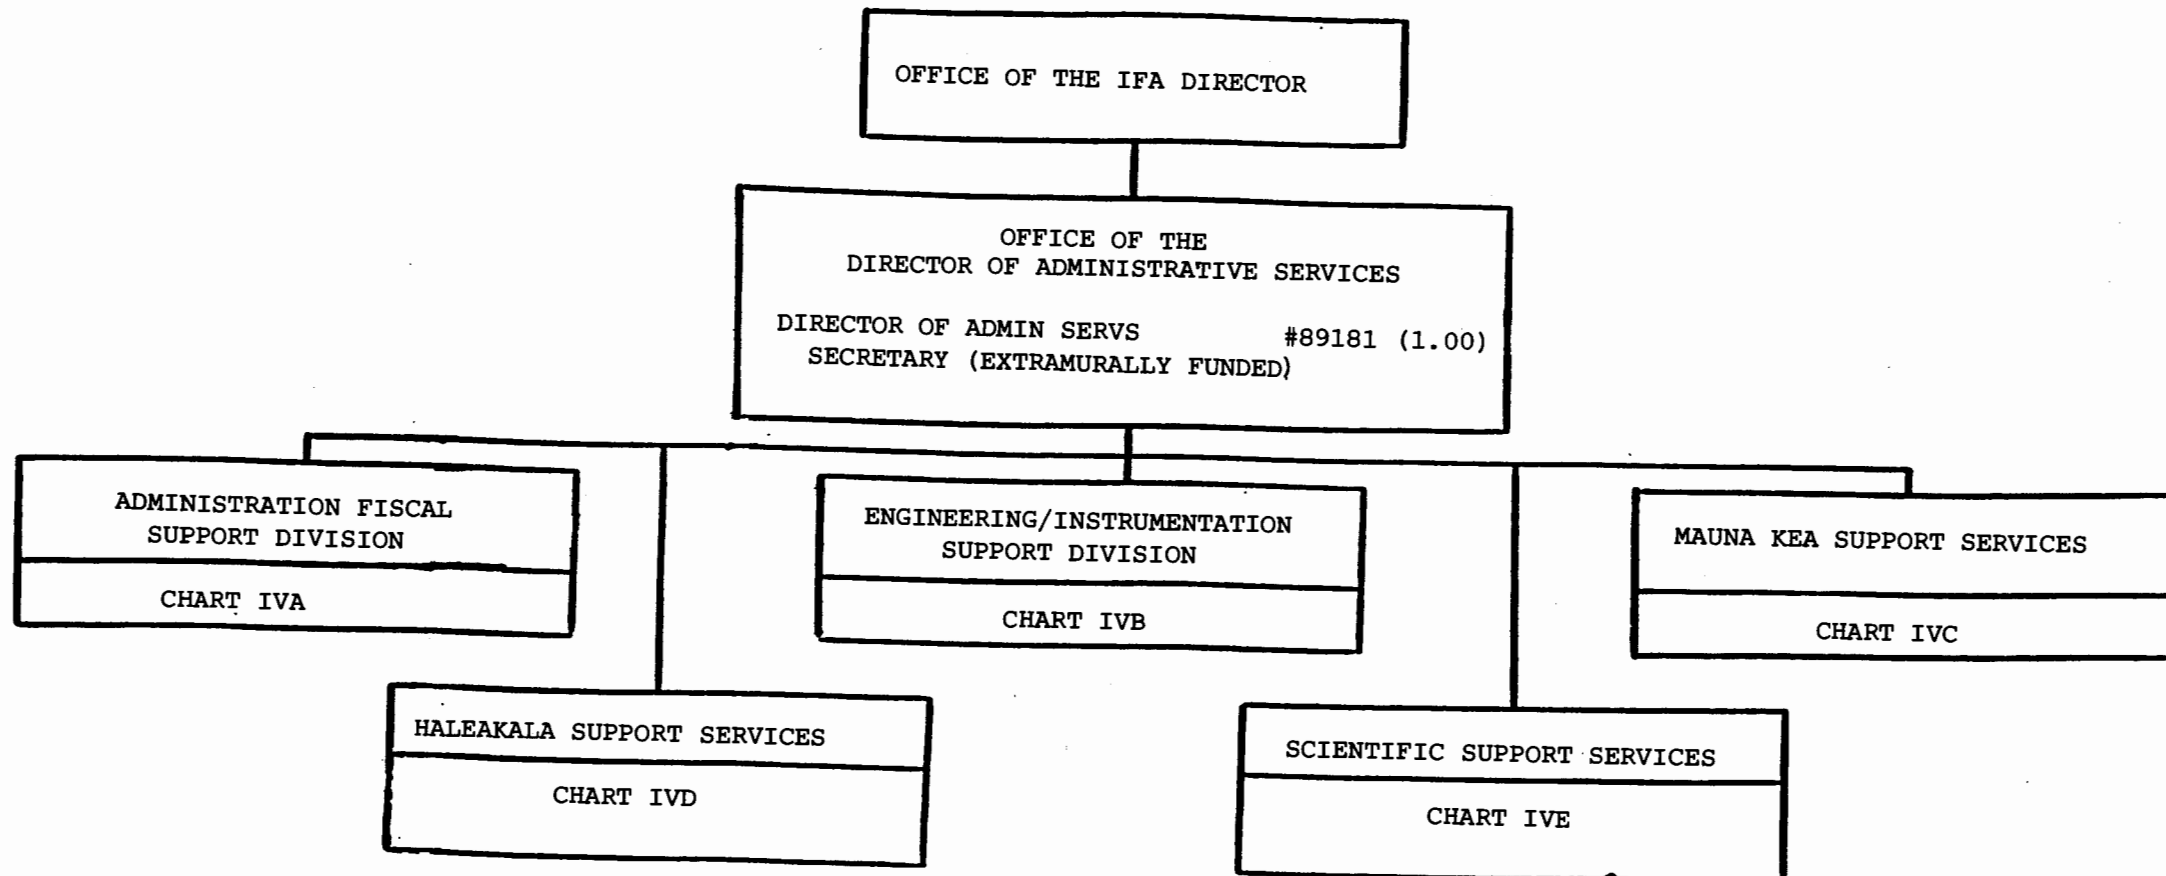 OFFICE OF THE IFA DIRECTOR
OFFICE OF THE
DIRECTOR OF ADMINISTRATIVE SERVICES
DIRECTOR OF ADMIN SERVS #89181 (1.00)
SECRETARY (EXTRAMURALLY FUNDED)
ADMINISTRATION FISCAL
SUPPORT DIVISION
CHART IVA
ENGINEERING/INSTRUMENTATION
SUPPORT DIVISION
CHART IVB
MAUNA KEA SUPPORT SERVICES
CHART IVC
HALEAKALA SUPPORT SERVICES
CHART IVD
SCIENTIFIC SUPPORT SERVICES
CHART IVE